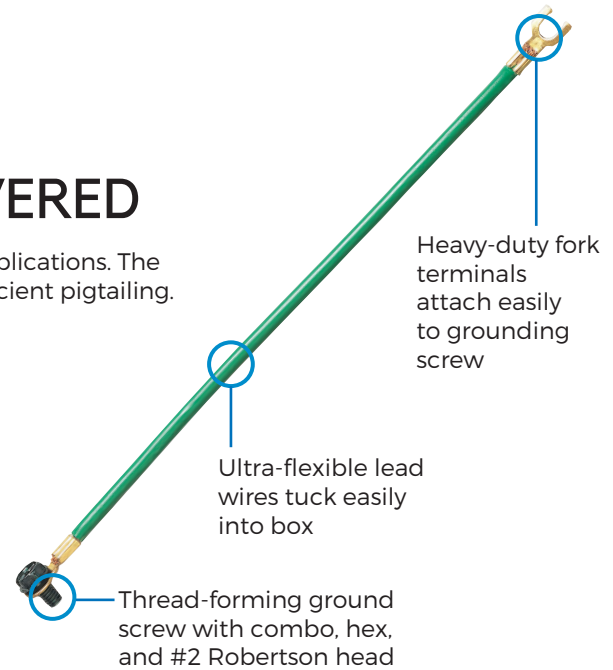 VERED
plications. The
cient pigtailing.
Heavy-duty fork
terminals
attach easily
to grounding
screw
Ultra-flexible lead
wires tuck easily
into box
Thread-forming ground
screw with combo, hex,
and #2 Robertson head